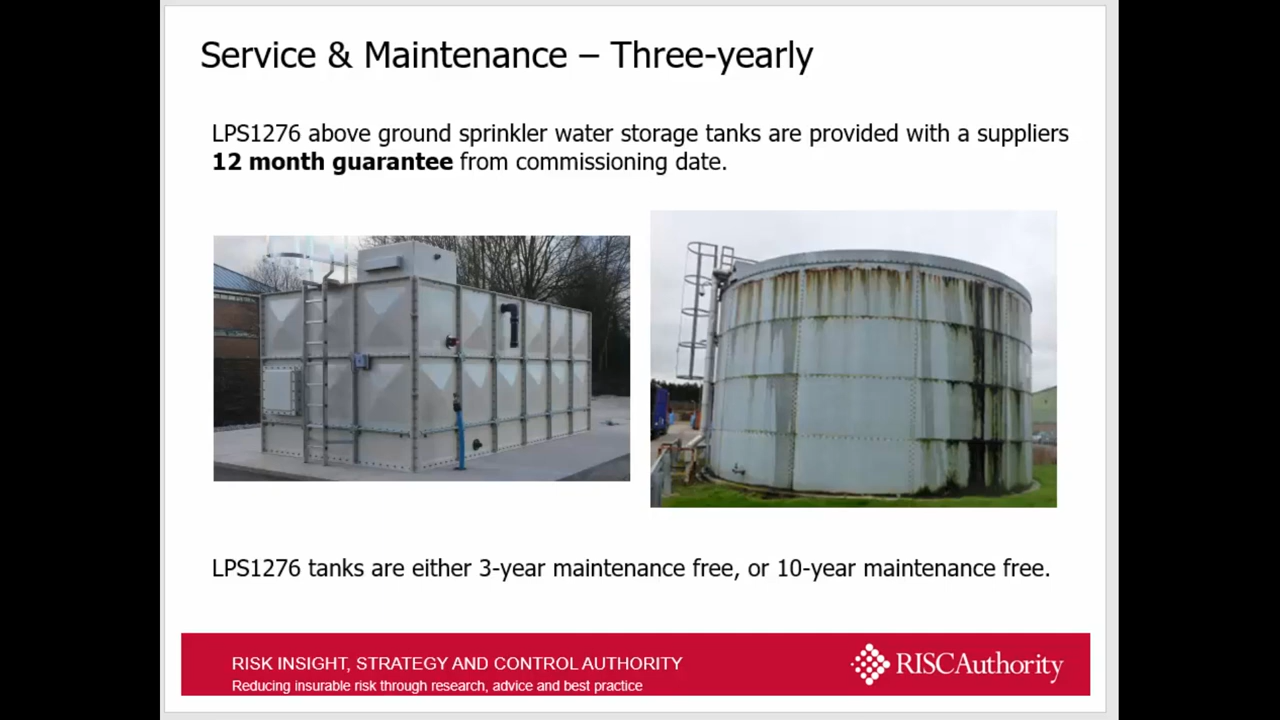 Service & Maintenance – Three-yearly
LPS1276 above ground sprinkler water storage tanks are provided with a suppliers
12 month guarantee from commissioning date.
LPS1276 tanks are either 3-year maintenance free, or 10-year maintenance free.
RISK INSIGHT, STRATEGY AND CONTROL AUTHORITY
Reducing insurable risk through research, advice and best practice
RISCAuthority